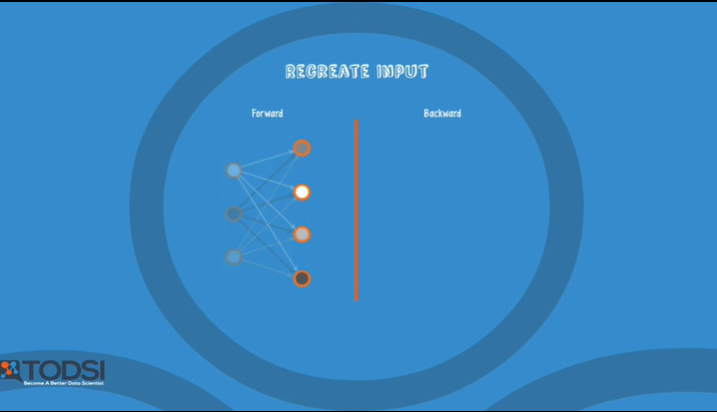 RECREATE INPUT
Forward
Backward
TODSI
Become A Better Data Scientist